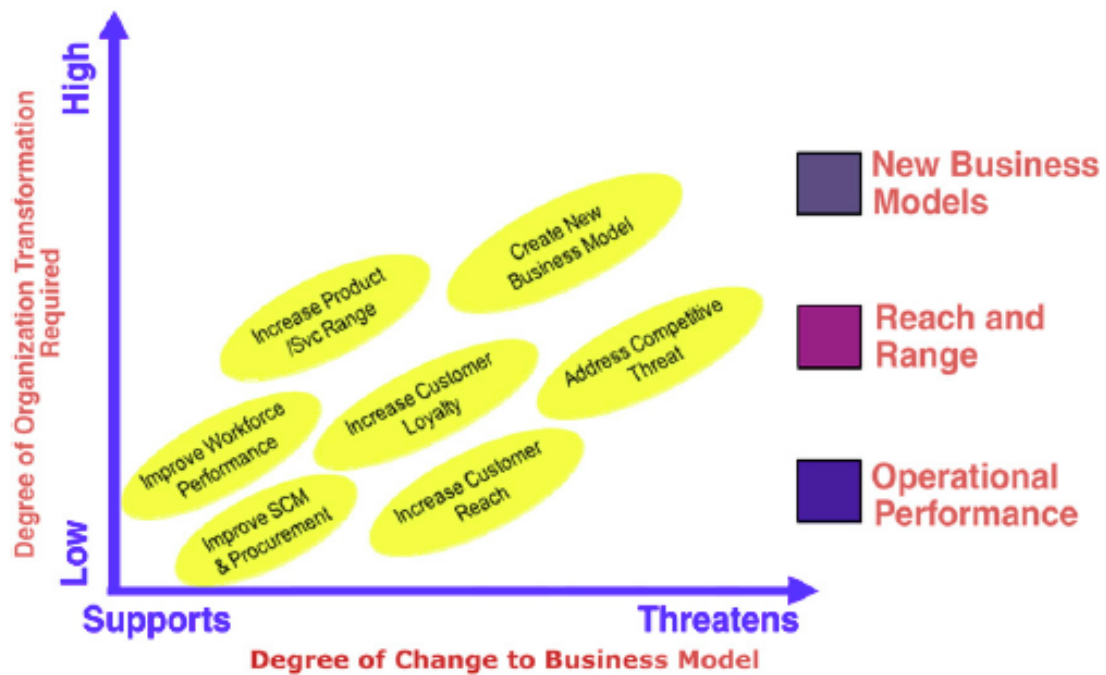 High
Degree of Organization Transformation
Required
Low
Create New
Business Model
Increase Product
/Svc Range
Address Competitive
Threat
Increase Customer
Loyalty
Improve Workforce
Performance
Increase Customer
Reach
Improve SCM
& Procurement
Supports
Threatens
Degree of Change to Business Model
New Business
Models
Reach and
Range
Operational
Performance